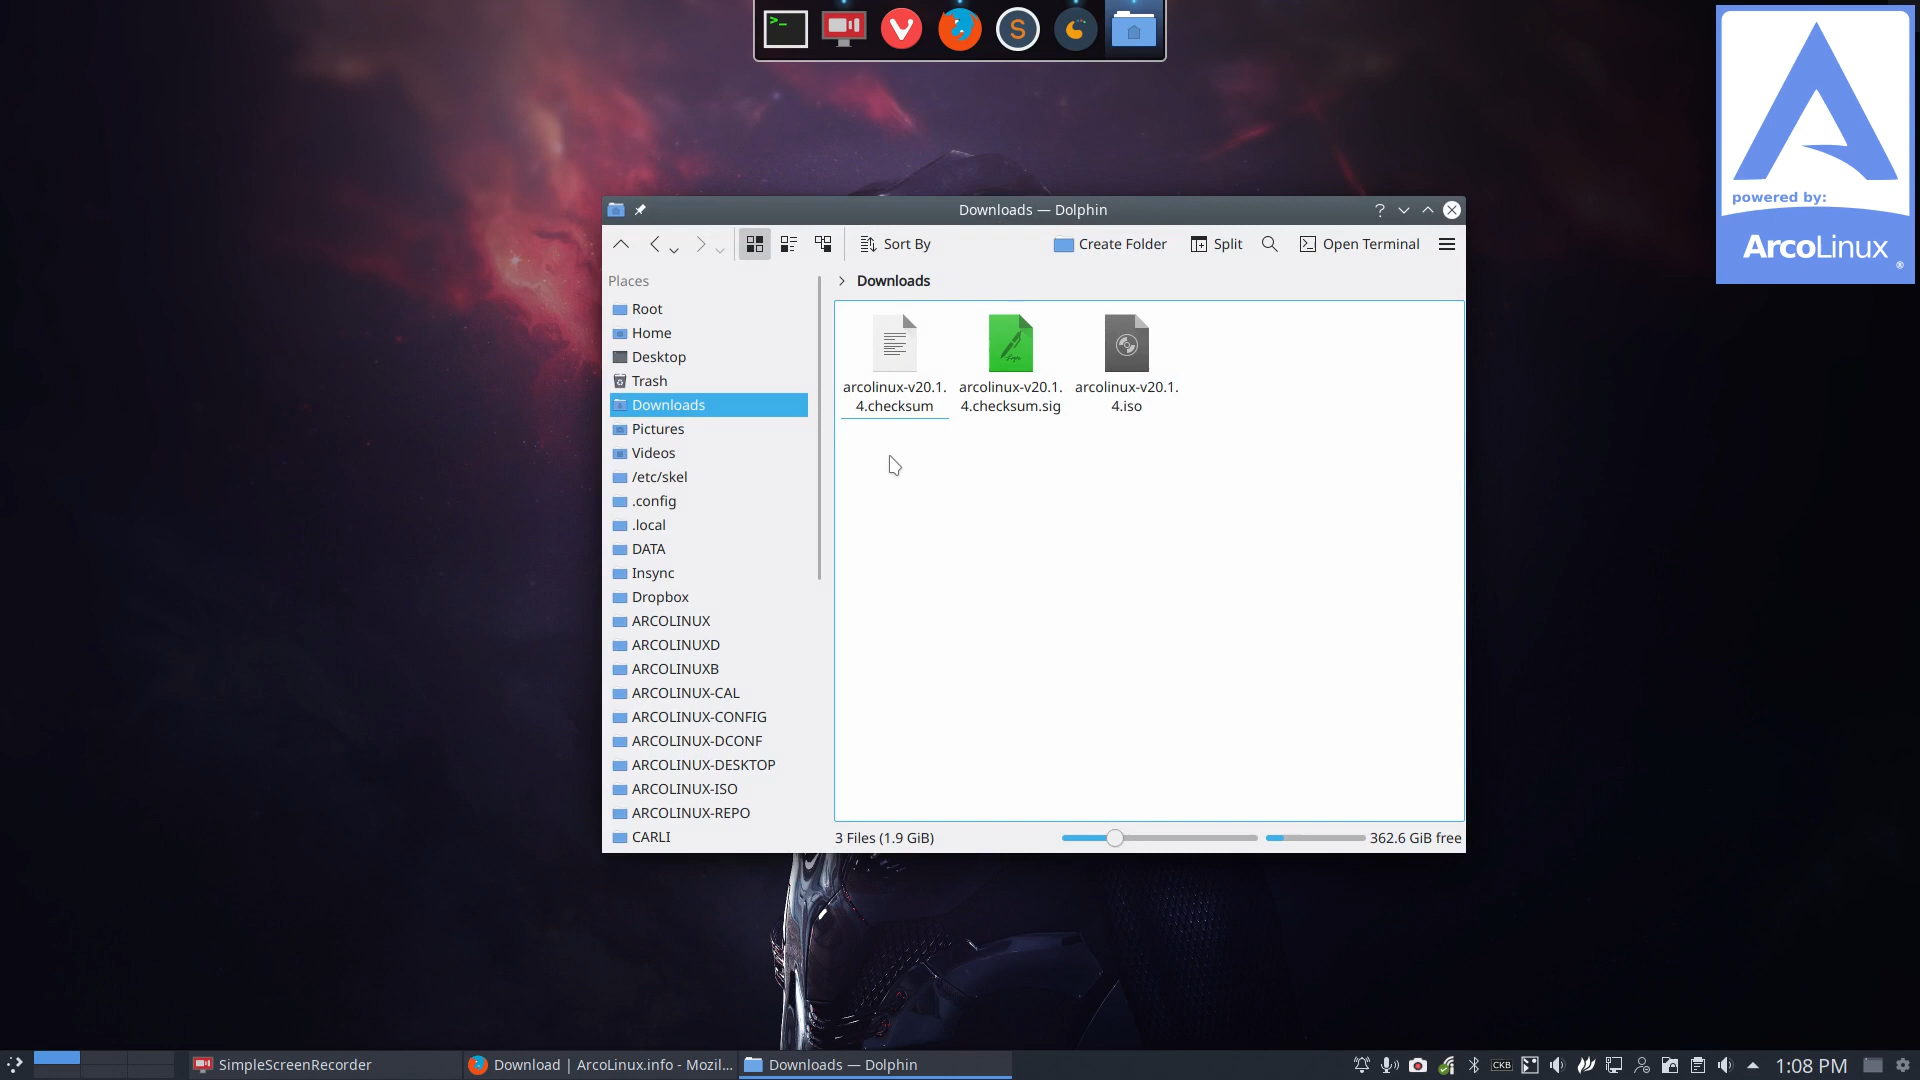 powered by:
ArcoLinux
®
Downloads — Dolphin
Sort By
Create Folder
Split
Open Terminal
Places
Downloads
Root
Home
Desktop
Trash
Downloads
Pictures
Videos
/etc/skel
.config
.local
DATA
Insync
Dropbox
ARCOLINUX
ARCOLINUXD
ARCOLINUXB
ARCOLINUX-CAL
ARCOLINUX-CONFIG
ARCOLINUX-DCONF
ARCOLINUX-DESKTOP
ARCOLINUX-ISO
ARCOLINUX-REPO
CARLI
arcolinux-v20.1.
4.checksum
arcolinux-v20.1.
4.checksum.sig
arcolinux-v20.1.
4.iso
3 Files (1.9 GiB)
362.6 GiB free
SimpleScreenRecorder
Download | ArcoLinux.info - Mozil...
Downloads — Dolphin
CKB
1:08 PM